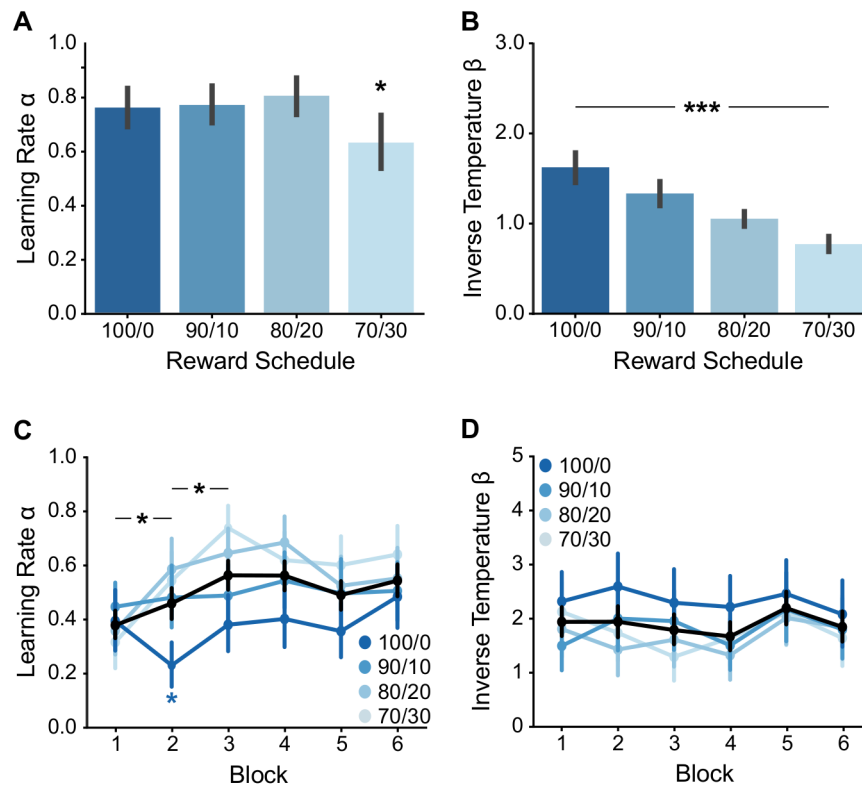 A
Learning Rate α
1.0
0.8
0.6
0.4
0.2
0.0
*
100/0 90/10 80/20 70/30
Reward Schedule
B
Inverse Temperature β
3.0
2.0
1.0
0.0
***
100/0 90/10 80/20 70/30
Reward Schedule
C
Learning Rate α
1.0
0.8
0.6
0.4
0.2
0.0
*
*
*
100/0
90/10
80/20
70/30
1 2 3 4 5 6
Block
D
Inverse Temperature β
5
4
3
2
1
0
100/0
90/10
80/20
70/30
1 2 3 4 5 6
Block